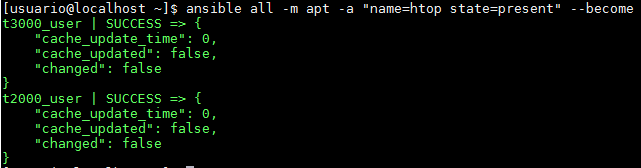 [usuario@localhost ~]$ ansible all -m apt -a "name=htop state=present" --become
t3000_user | SUCCESS => {
    "cache_update_time": 0,
    "cache_updated": false,
    "changed": false
}
t2000_user | SUCCESS => {
    "cache_update_time": 0,
    "cache_updated": false,
    "changed": false
}